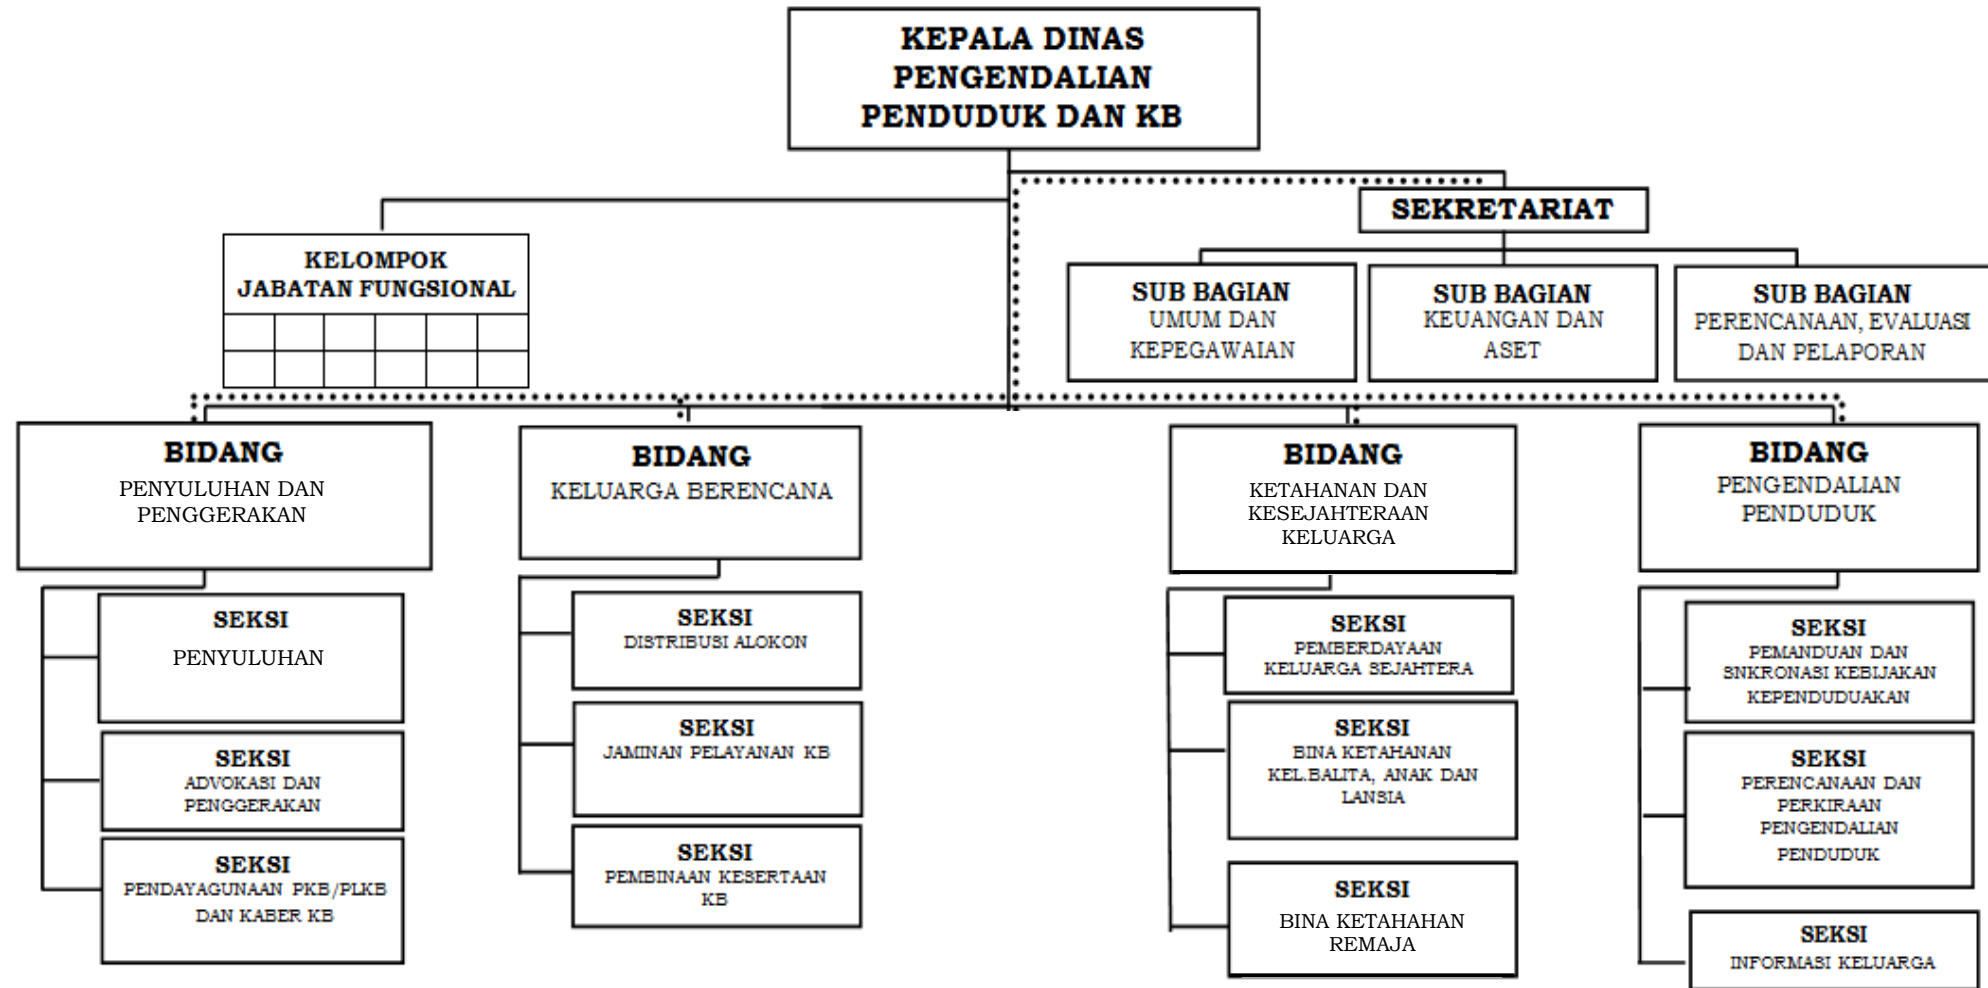 KEPALA DINAS
PENGENDALIAN
PENDUDUK DAN KB
SEKRETARIAT
KELOMPOK
JABATAN FUNGSIONAL
SUB BAGIAN
UMUM DAN
KEPEGAWAIAN
SUB BAGIAN
KEUANGAN DAN
ASET
SUB BAGIAN
PERENCANAAN, EVALUASI
DAN PELAPORAN
BIDANG
PENYULUHAN DAN
PENGGERAKAN
SEKSI
PENYULUHAN
SEKSI
ADVOKASI DAN
PENGGERAKAN
SEKSI
PENDAYAGUNAAN PKB/PLKB
DAN KABER KB
BIDANG
KELUARGA BERENCANA
SEKSI
DISTRIBUSI ALOKON
SEKSI
JAMINAN PELAYANAN KB
SEKSI
PEMBINAAN KESERTAAN
KB
BIDANG
KETAHANAN DAN
KESEJAHTERAAN
KELUARGA
SEKSI
PEMBERDAYAAN
KELUARGA SEJAHTERA
SEKSI
BINA KETAHANAN
KEL.BALITA, ANAK DAN
LANSIA
SEKSI
BINA KETAHAHAN
REMAJA
BIDANG
PENGENDALIAN
PENDUDUK
SEKSI
PEMANDUAN DAN
SNKRONASI KEBIJAKAN
KEPENDUDUAKAN
SEKSI
PERENCANAAN DAN
PERKIRAAN
PENGENDALIAN
PENDUDUK
SEKSI
INFORMASI KELUARGA